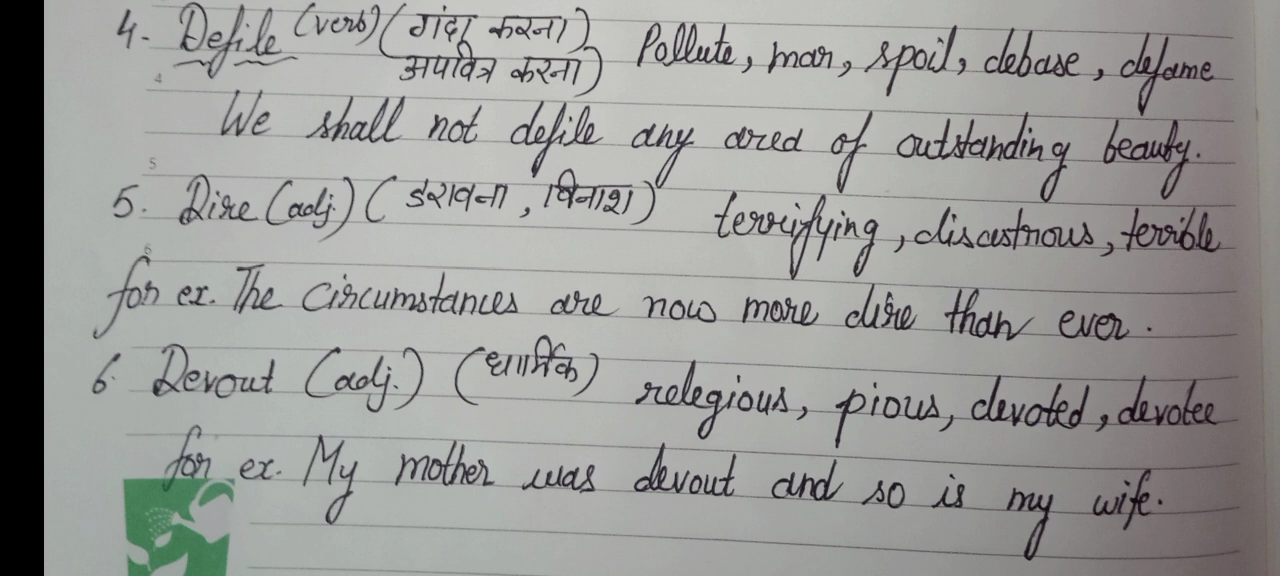 4. Defile (verb) (गंदा करना) Pollute, mar, spoil, debase, defame
अपवित्र करना)
We shall not defile any area of outstanding beauty.
5. Dire (adj.) (डरावना, विनाश) terrifying, disastrous, terrible
for ex. The circumstances are now more dire than ever.
6. Devout (adj.) (धार्मिक) relegious, pious, devoted, devotee
for ex. My mother was devout and so is my wife.